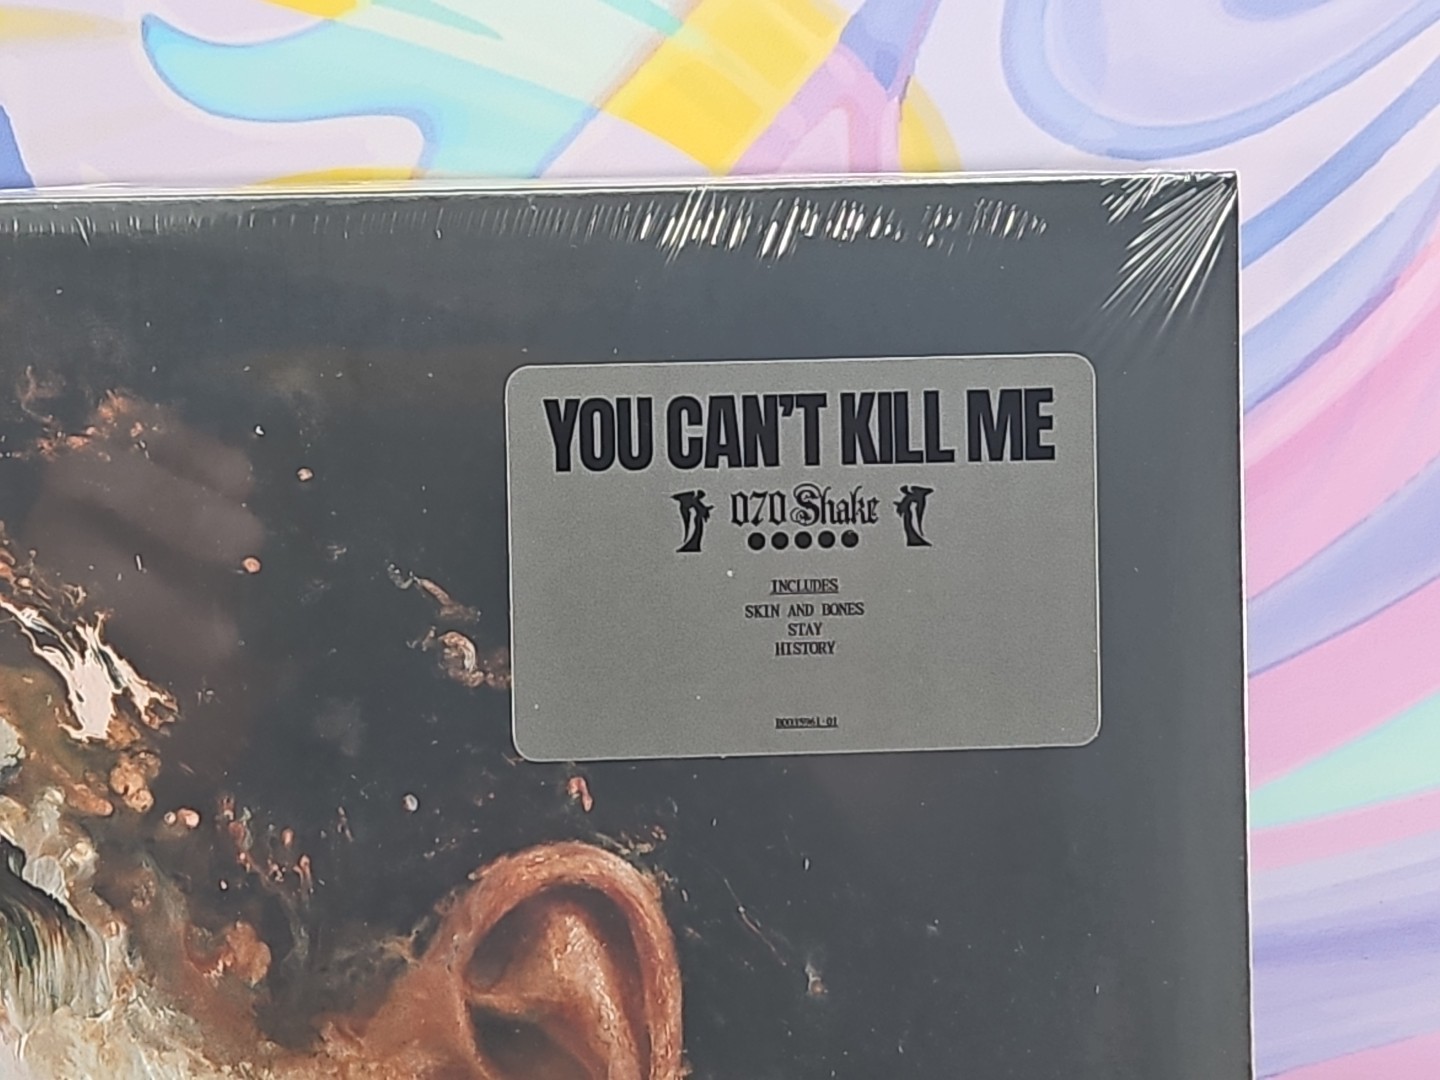 YOU CAN'T KILL ME
070 Shake
INCLUDES
SKIN AND BONES
STAY
HISTORY